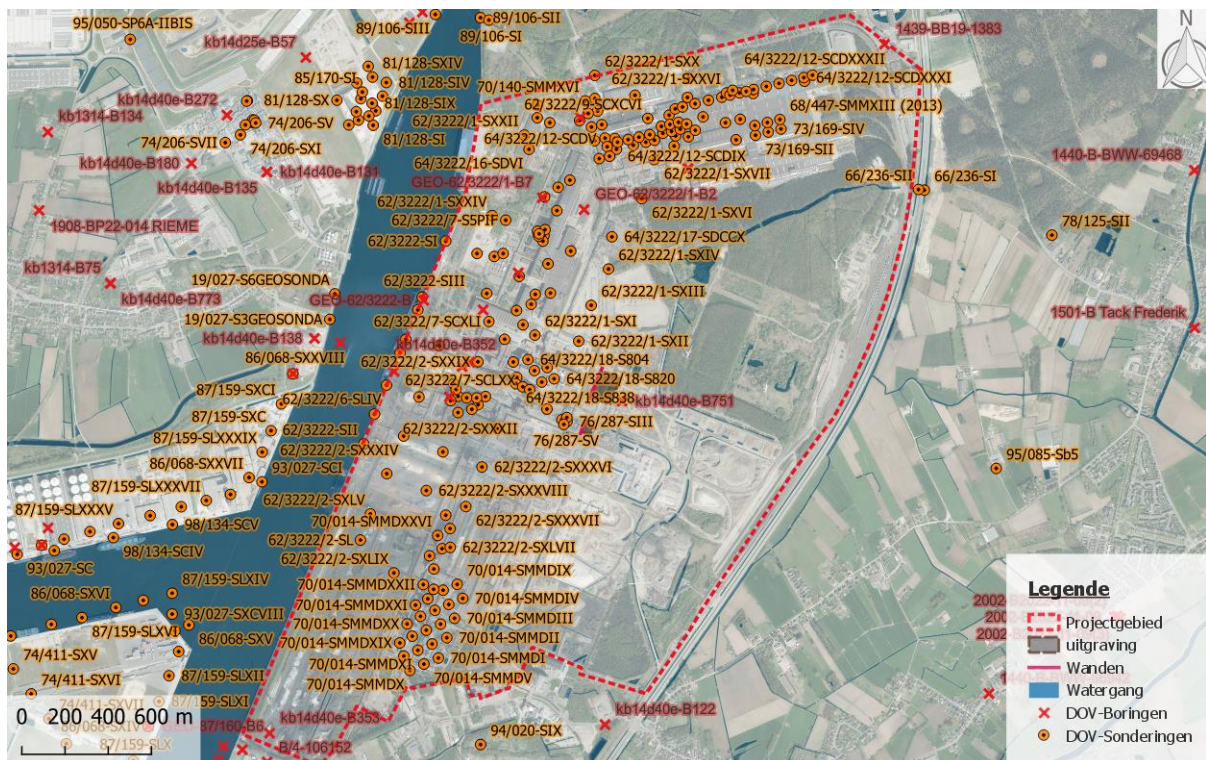 95/050-SP6A-IIBIS
89/106-SIII
89/106-SII
89/106-SI
N
kb14d25e-B57
1439-BB19-1383
81/128-SXIV
62/3222/1-SXX
64/3222/12-SCDXXXII
85/170-SI
81/128-SIV
70/140-SMMXVI
62/3222/1-SXXVI
64/3222/12-SCDXXXI
kb14d40e-B272
81/128-SX
81/128-SIX
62/3222/9-SCXCVI
68/447-SMMXIII (2013)
kb1314-B134
74/206-SV
62/3222/1-SXXII
73/169-SIV
74/206-SVII
74/206-SXI
81/128-SI
64/3222/12-SCDV
73/169-SII
kb14d40e-B180
kb14d40e-B131
64/3222/16-SDVI
64/3222/12-SCDIX
1440-B-BWW-69468
kb14d40e-B135
GEO-62/3222/1-B7
62/3222/1-SXVII
66/236-SII
66/236-SI
62/3222/1-SXXIV
GEO-62/3222/1-B2
62/3222/1-SXVI
1908-BP22-014 RIEME
62/3222/7-S5PIF
78/125-SII
62/3222-SI
64/3222/17-SDCCX
62/3222/1-SXIV
kb1314-B75
19/027-S6GEOSONDA
62/3222-SIII
kb14d40e-B773
GEO-62/3222-B
62/3222/1-SXIII
19/027-S3GEOSONDA
62/3222/7-SCXLI
62/3222/1-SXI
1501-B Tack Frederik
kb14d40e-B138
kb14d40e-B352
62/3222/1-SXII
86/068-SXXVIII
62/3222/2-SXXIX
64/3222/18-S804
87/159-SXCI
62/3222/7-SCLXX
64/3222/18-S820
62/3222/6-SLIV
64/3222/18-S838
kb14d40e-B751
87/159-SXC
62/3222-SII
62/3222/2-SXXXII
76/287-SIII
87/159-SLXXXIX
62/3222/2-SXXXIV
76/287-SV
86/068-SXXVII
93/027-SCI
62/3222/2-SXXXVI
95/085-Sb5
87/159-SLXXXVII
62/3222/2-SXLV
62/3222/2-SXXXVIII
87/159-SLXXXV
70/014-SMMDXXVI
62/3222/2-SXXXVII
98/134-SCV
62/3222/2-SL
98/134-SCIV
62/3222/2-SXLIX
62/3222/2-SXLVII
93/027-SC
87/159-SLXIV
70/014-SMMDXXII
70/014-SMMDIX
86/068-SXVI
93/027-SXCVIII
70/014-SMMDXXI
70/014-SMMDIV
87/159-SLXVI
86/068-SXV
70/014-SMMDXX
70/014-SMMDIII
74/411-SXV
70/014-SMMDXIX
70/014-SMMDII
74/411-SXVI
87/159-SLXII
70/014-SMMDXI
70/014-SMMDI
70/014-SMMDX
70/014-SMMDV
74/411-SXVII
87/159-SLXI
86/068-SXIV
kb14d40e-B353
kb14d40e-B122
87/159-SLX
B/4-106152
94/020-SIX
0 200 400 600 m
Legende
Projectgebied
uitgraving
Wanden
Watergang
DOV-Boringen
DOV-Sonderingen